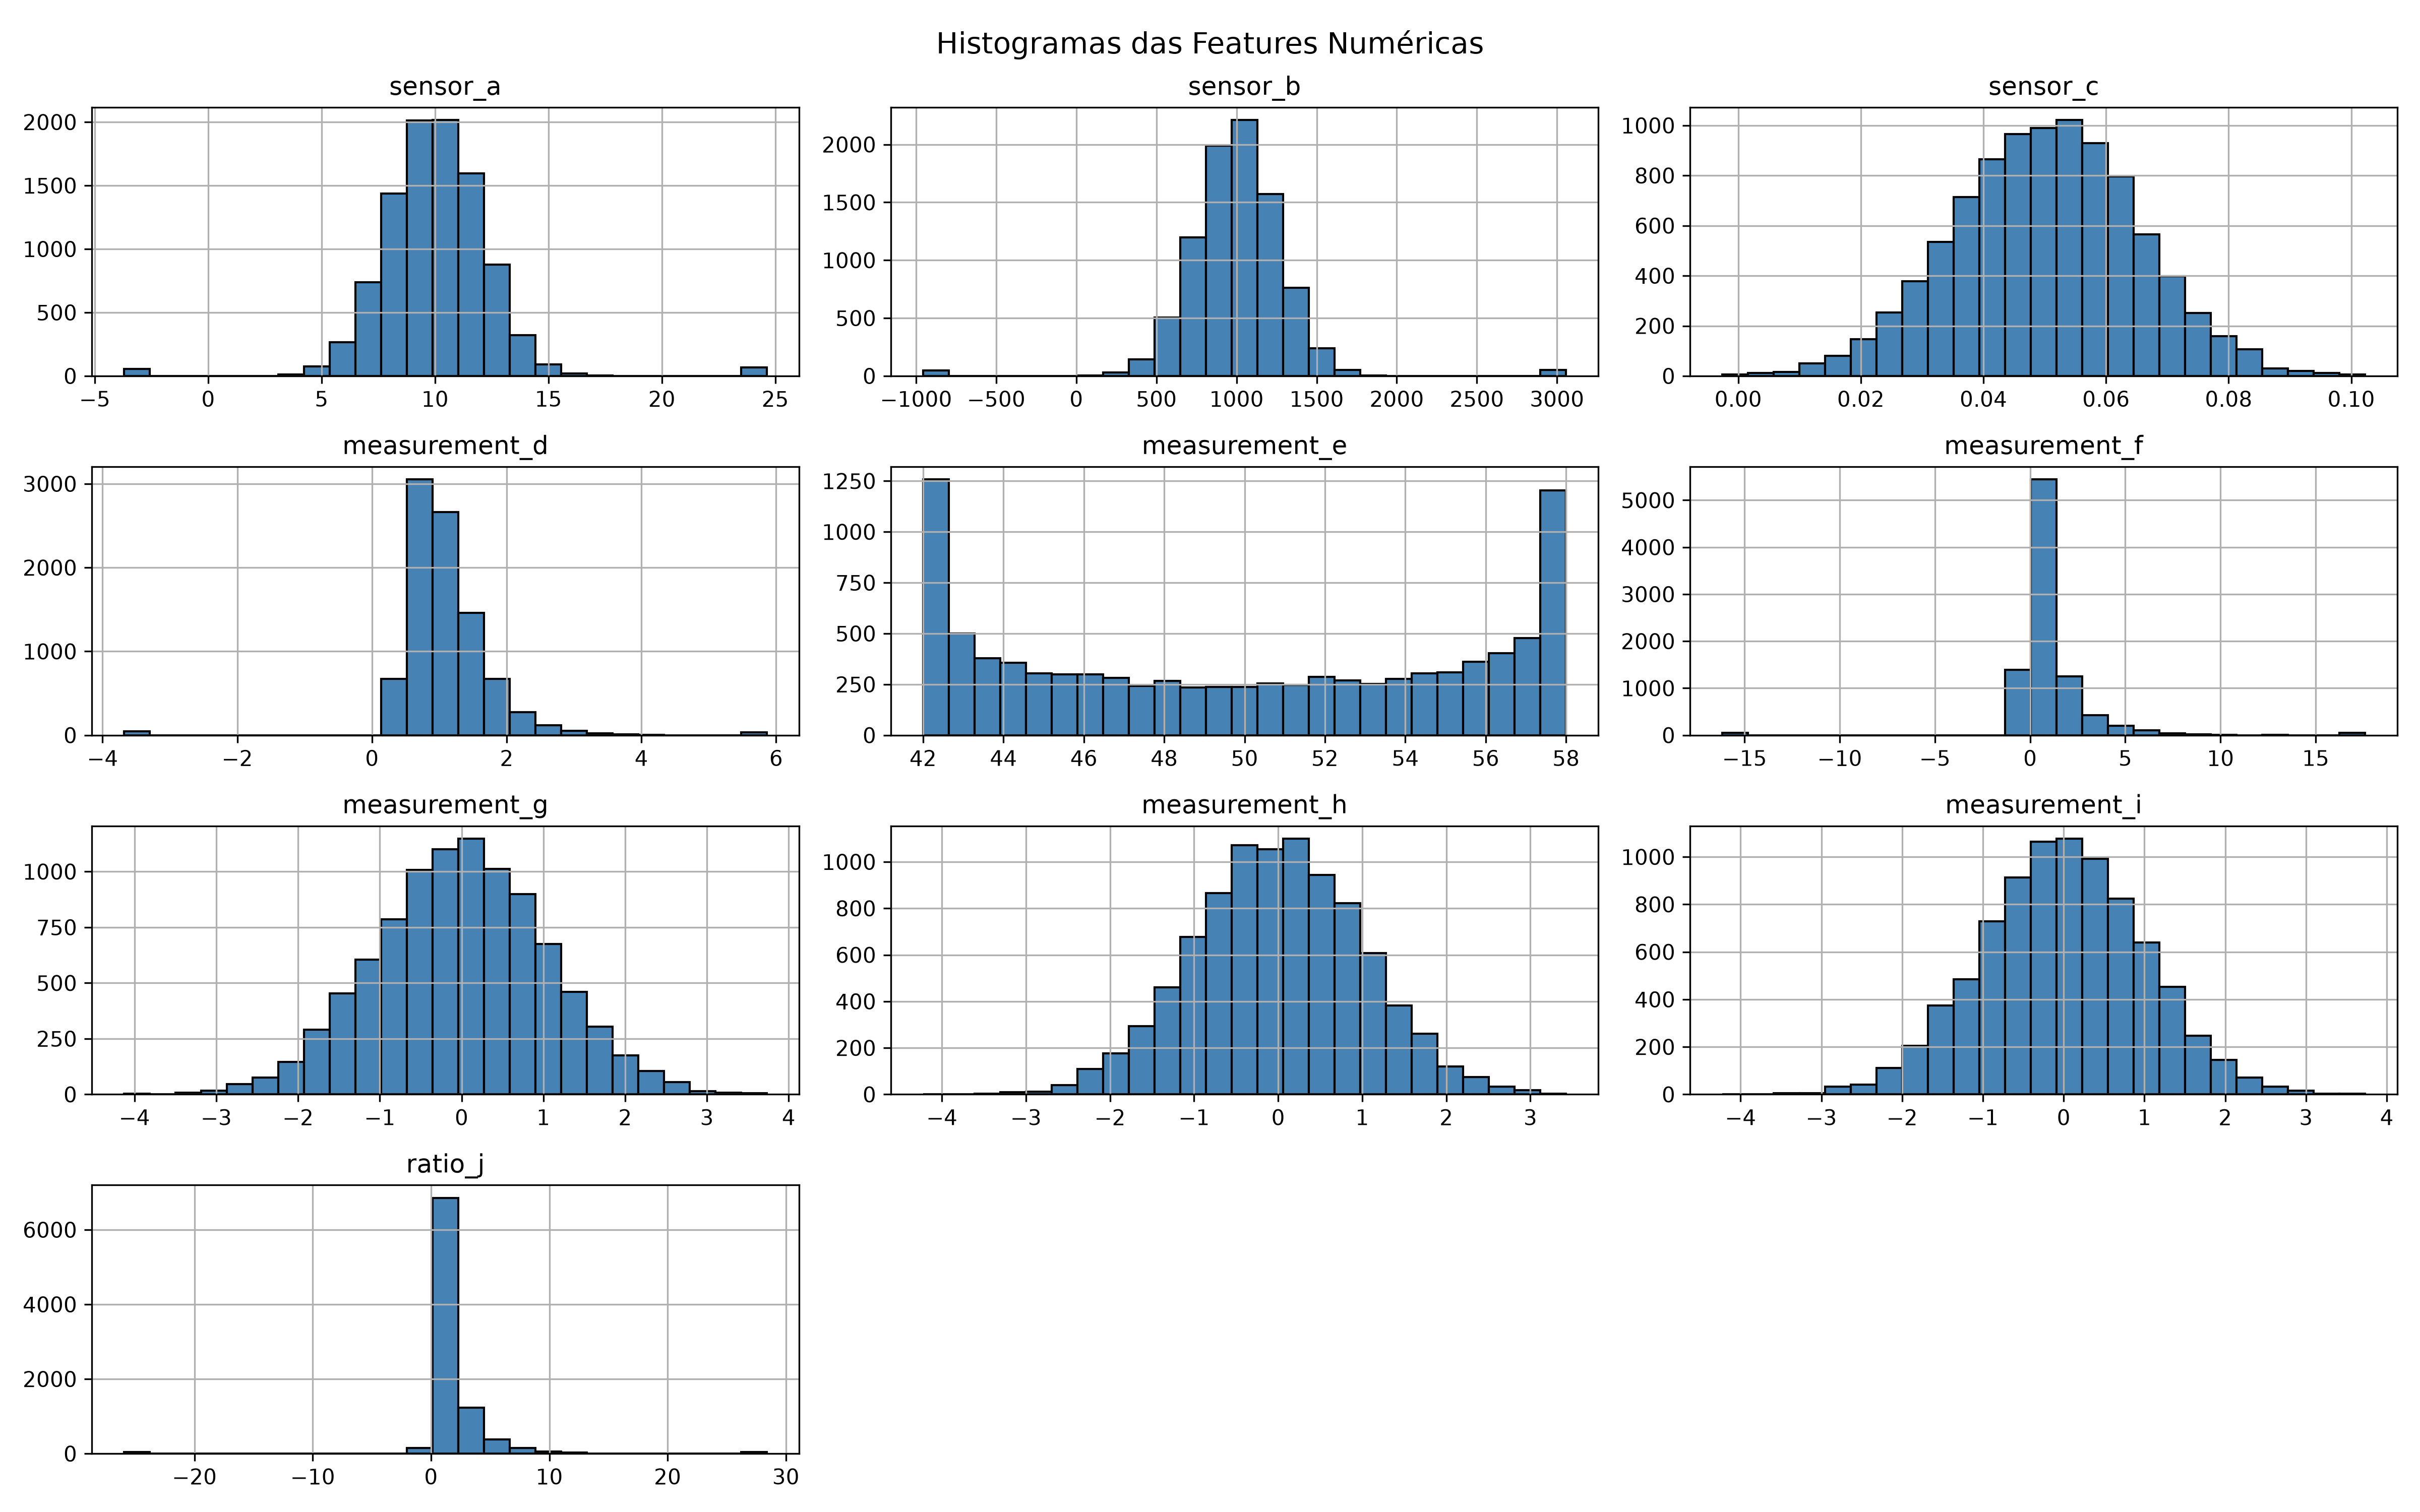 Histogramas das Features Numéricas
sensor_a
sensor_b
sensor_c
2000
1500
1000
500
0
−5 0 5 10 15 20 25
2000
1500
1000
500
0
−1000 −500 0 500 1000 1500 2000 2500 3000
1000
800
600
400
200
0
0.00 0.02 0.04 0.06 0.08 0.10
measurement_d
measurement_e
measurement_f
3000
2000
1000
0
−4 −2 0 2 4 6
1250
1000
750
500
250
0
42 44 46 48 50 52 54 56 58
5000
4000
3000
2000
1000
0
−15 −10 −5 0 5 10 15
measurement_g
measurement_h
measurement_i
1000
750
500
250
0
−4 −3 −2 −1 0 1 2 3 4
1000
800
600
400
200
0
−4 −3 −2 −1 0 1 2 3
1000
800
600
400
200
0
−4 −3 −2 −1 0 1 2 3 4
ratio_j
6000
4000
2000
0
−20 −10 0 10 20 30